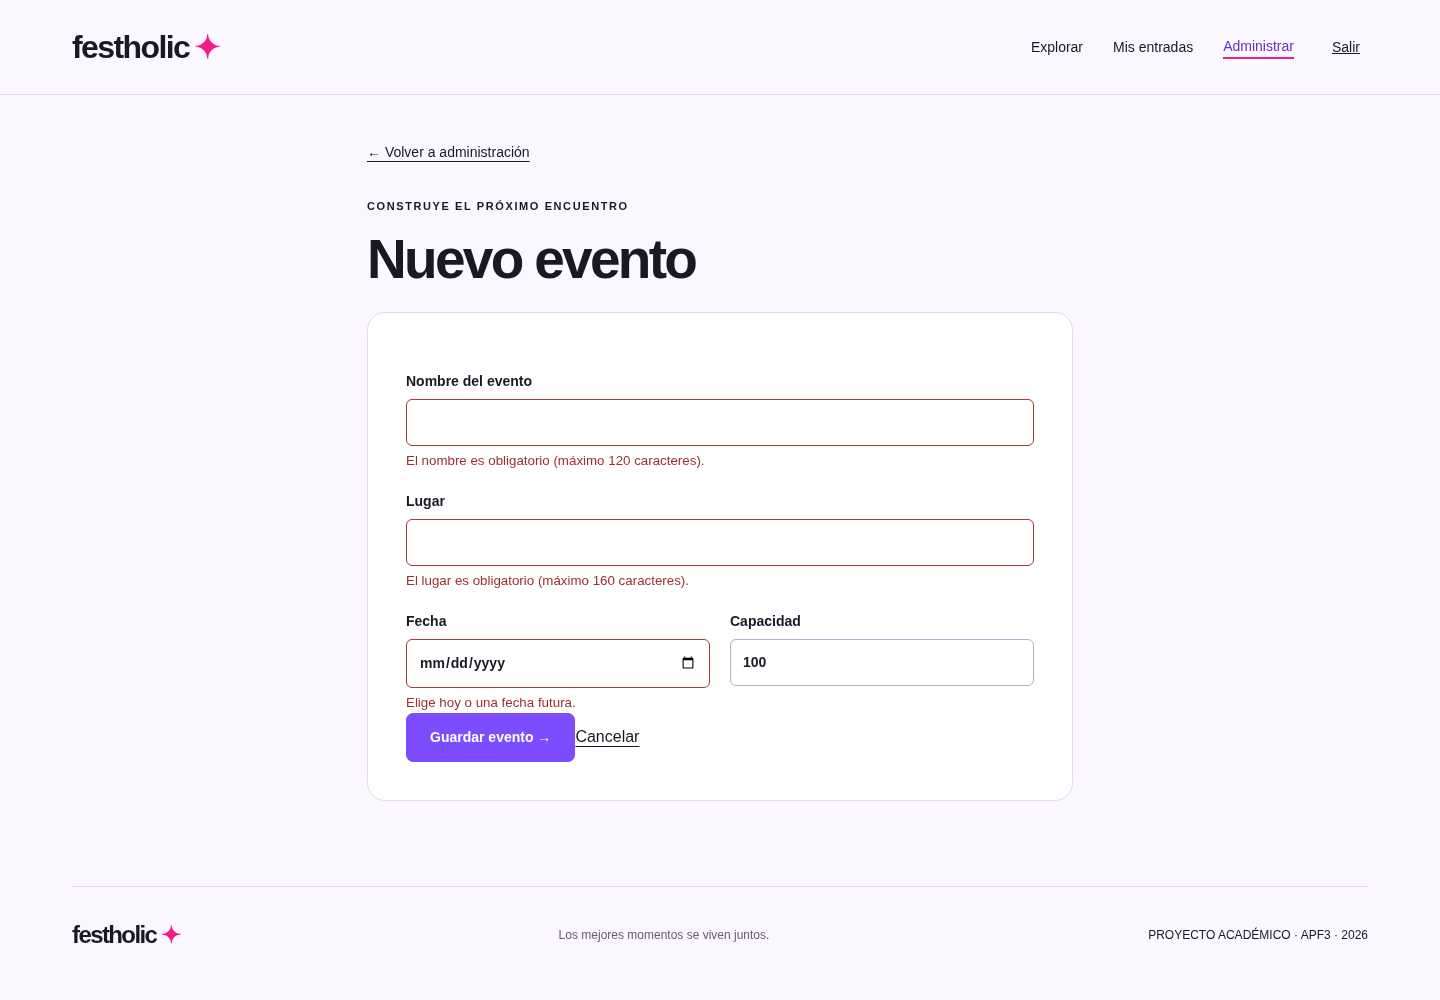 festholic ✦
Explorar Mis entradas Administrar Salir
← Volver a administración
CONSTRUYE EL PRÓXIMO ENCUENTRO
Nuevo evento
Nombre del evento
El nombre es obligatorio (máximo 120 caracteres).
Lugar
El lugar es obligatorio (máximo 160 caracteres).
Fecha Capacidad
mm/dd/yyyy 100
Elige hoy o una fecha futura.
Guardar evento → Cancelar
festholic ✦ Los mejores momentos se viven juntos. PROYECTO ACADÉMICO · APF3 · 2026